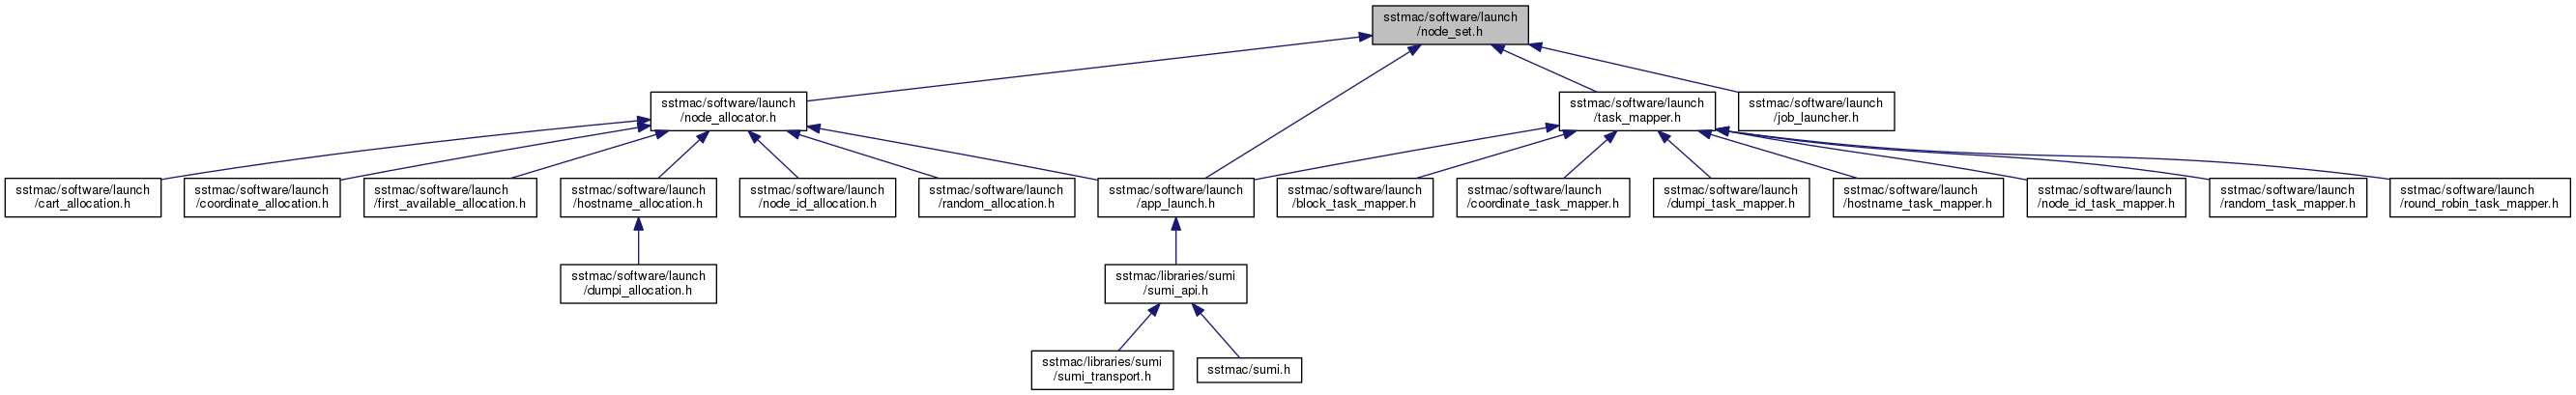 sstmac/software/launch
/node_set.h
sstmac/software/launch
/node_allocator.h
sstmac/software/launch
/task_mapper.h
sstmac/software/launch
/job_launcher.h
sstmac/software/launch
/cart_allocation.h
sstmac/software/launch
/coordinate_allocation.h
sstmac/software/launch
/first_available_allocation.h
sstmac/software/launch
/hostname_allocation.h
sstmac/software/launch
/node_id_allocation.h
sstmac/software/launch
/random_allocation.h
sstmac/software/launch
/app_launch.h
sstmac/software/launch
/block_task_mapper.h
sstmac/software/launch
/coordinate_task_mapper.h
sstmac/software/launch
/dumpi_task_mapper.h
sstmac/software/launch
/hostname_task_mapper.h
sstmac/software/launch
/node_id_task_mapper.h
sstmac/software/launch
/random_task_mapper.h
sstmac/software/launch
/round_robin_task_mapper.h
sstmac/software/launch
/dumpi_allocation.h
sstmac/libraries/sumi
/sumi_api.h
sstmac/libraries/sumi
/sumi_transport.h
sstmac/sumi.h